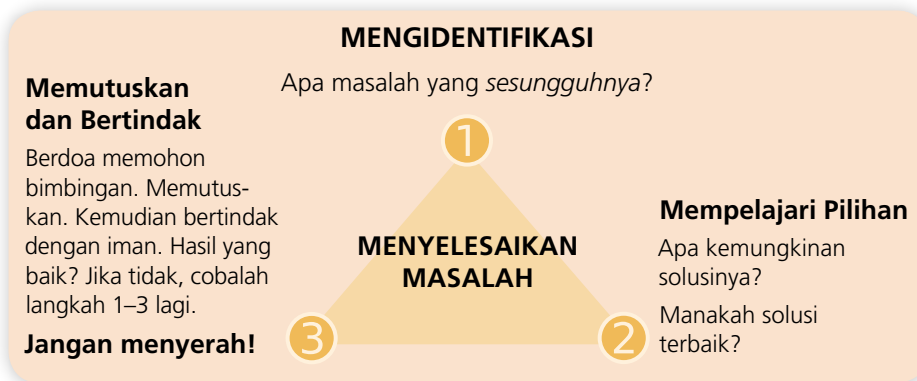 MENGIDENTIFIKASI
Apa masalah yang sesungguhnya?
1
Memutuskan
dan Bertindak
Berdoa memohon
bimbingan. Memutus-
kan. Kemudian bertindak
dengan iman. Hasil yang
baik? Jika tidak, cobalah
langkah 1–3 lagi.
Jangan menyerah!
3
MENYELESAIKAN
MASALAH
2
Mempelajari Pilihan
Apa kemungkinan
solusinya?
Manakah solusi
terbaik?